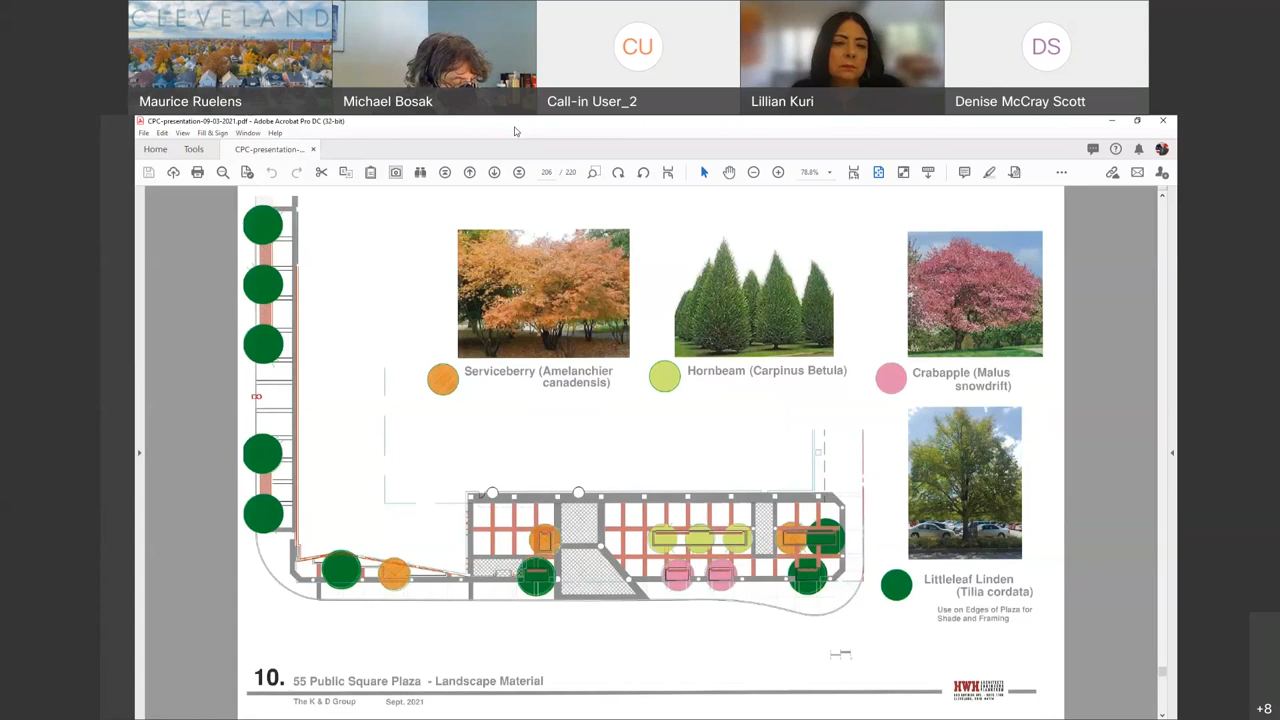 CLEVELAND
Maurice Ruelens
Michael Bosak
CU
Call-in User_2
Lillian Kuri
DS
Denise McCray Scott
CPC-presentation-09-03-2021.pdf - Adobe Acrobat Pro DC (32-bit)
File Edit View Fill & Sign Window Help
Home Tools CPC-presentation-...
206 / 220
78.8%
Serviceberry (Amelanchier
canadensis)
Hornbeam (Carpinus Betula)
Crabapple (Malus
snowdrift)
Littleleaf Linden
(Tilia cordata)
Use on Edges of Plaza for
Shade and Framing
10. 55 Public Square Plaza - Landscape Material
The K & D Group Sept. 2021
HWH ARCHITECTS
ENGINEERS
PLANNERS
+8